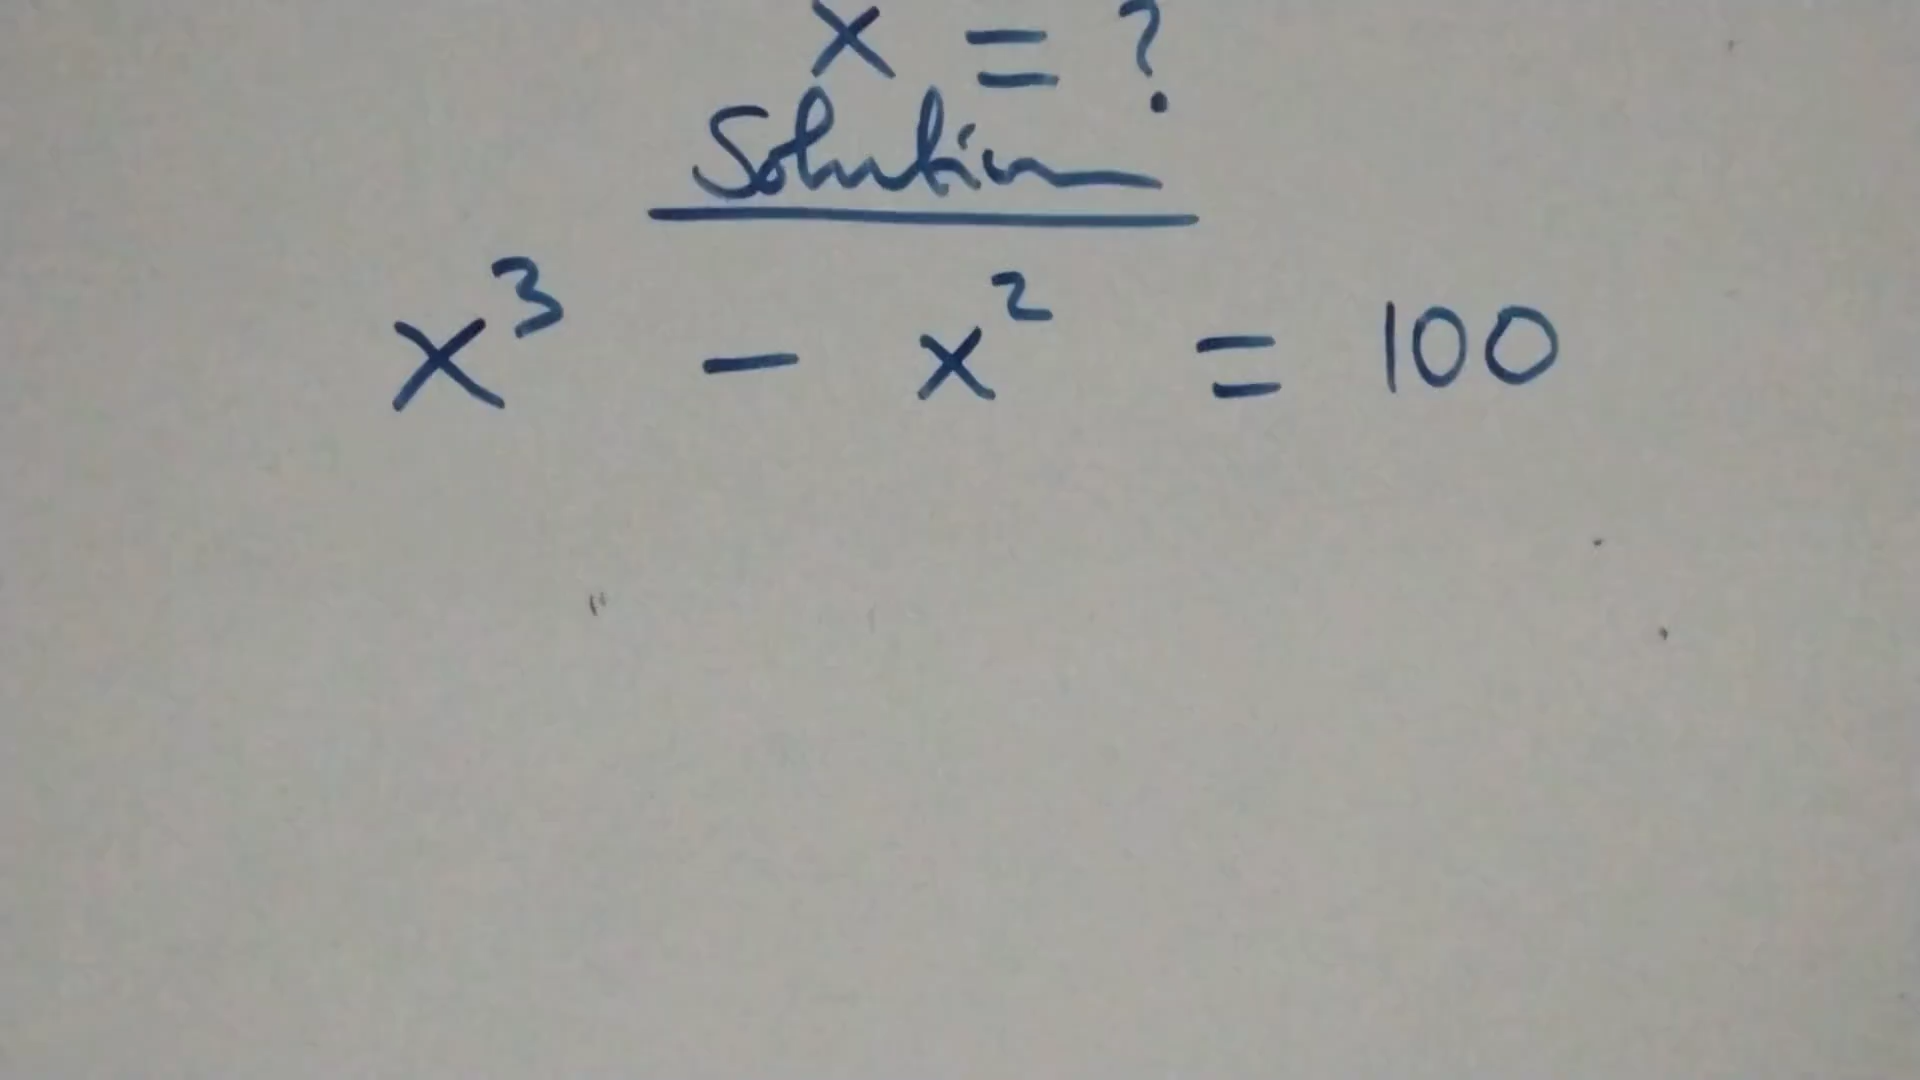 x = ?
Solution
x³ - x² = 100